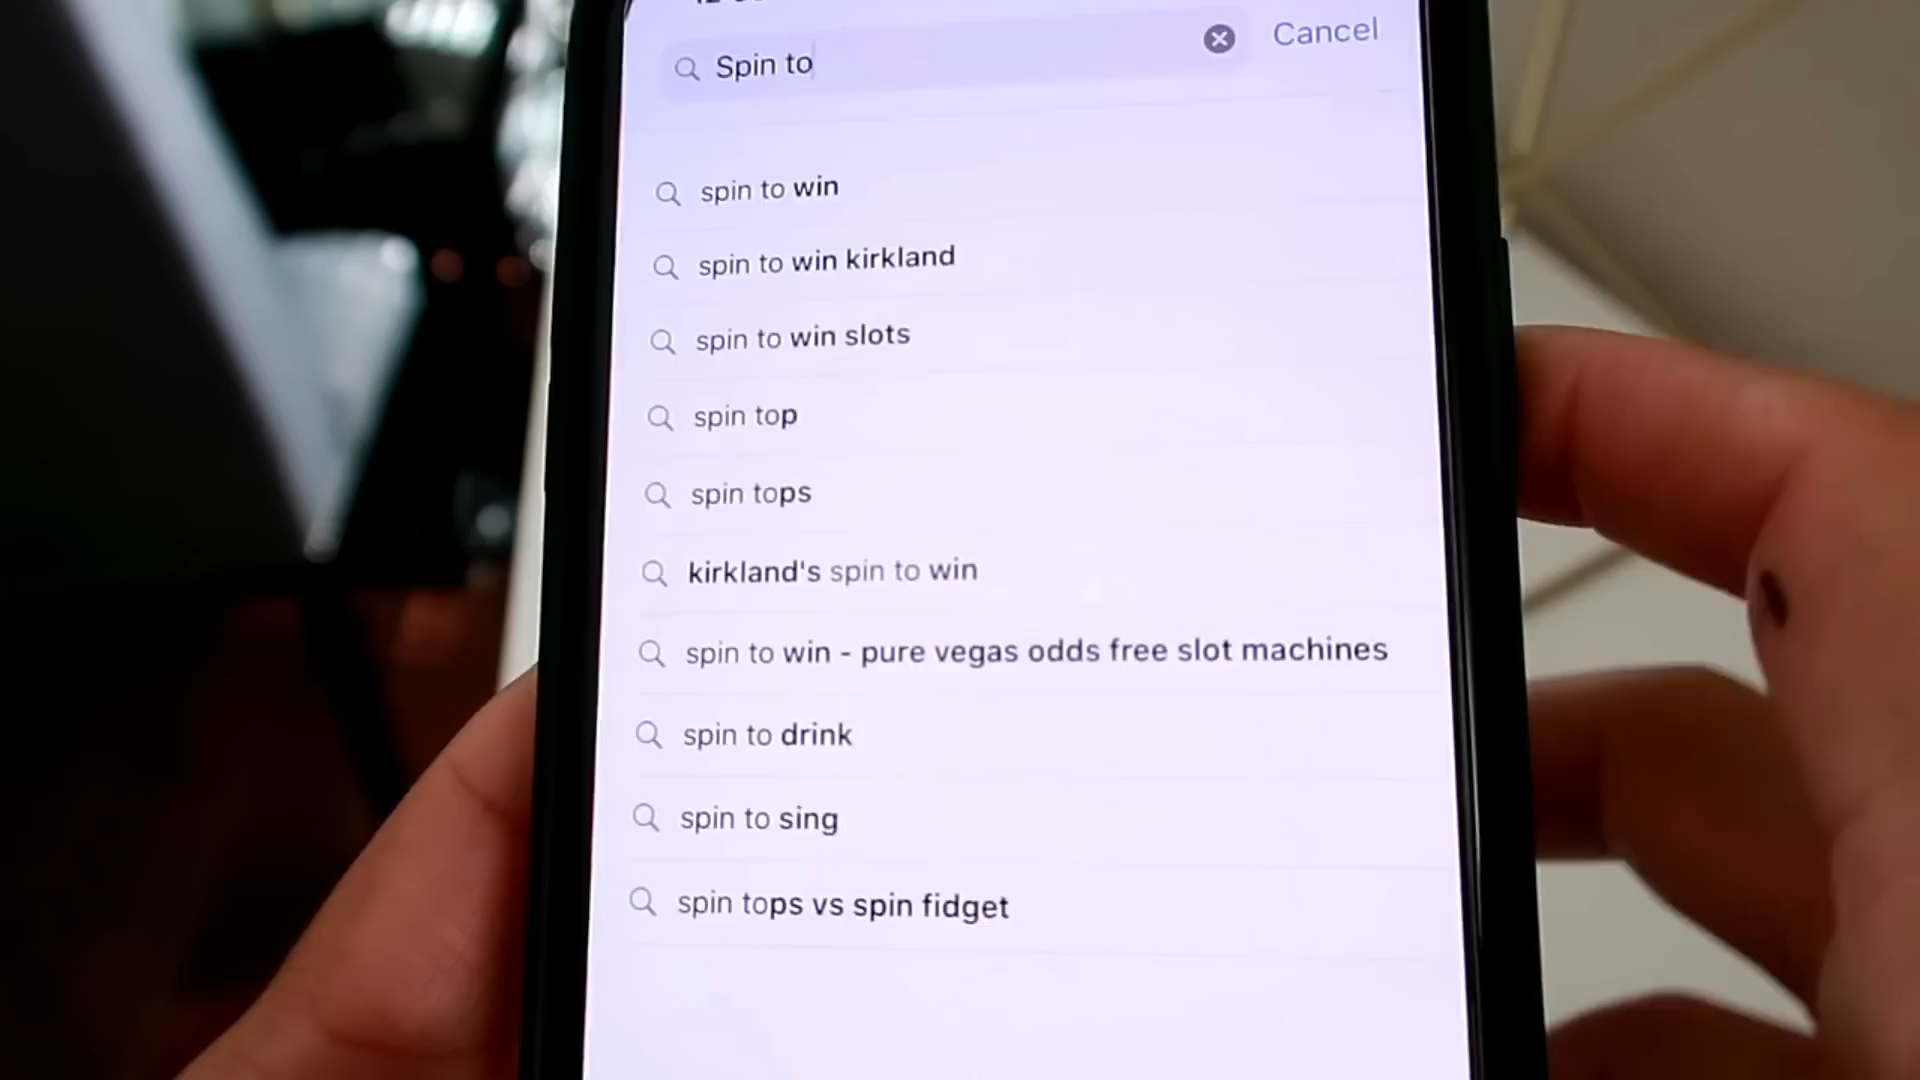 Spin to
Cancel
spin to win
spin to win kirkland
spin to win slots
spin top
spin tops
kirkland's spin to win
spin to win - pure vegas odds free slot machines
spin to drink
spin to sing
spin tops vs spin fidget